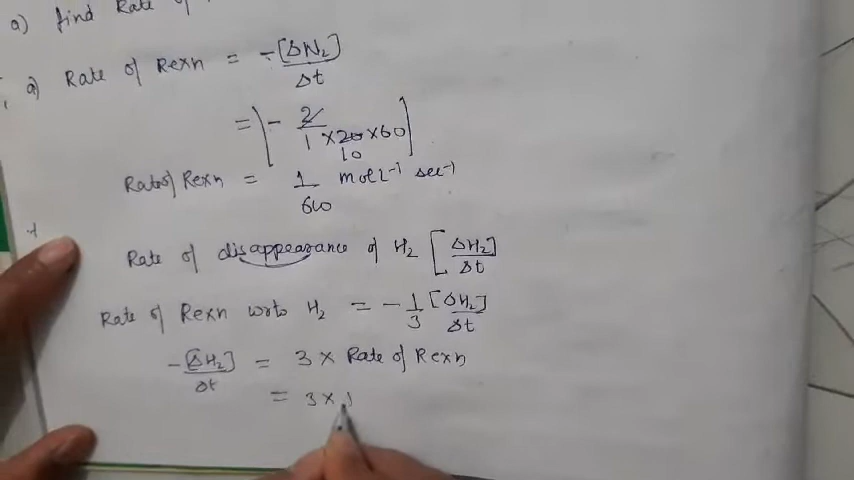 a) find Rate of
a) Rate of Rexn = - [ΔN₂] / Δt
= [ - 2 / 1 × 20 × 60 ]
10
Rate of Rexn = 1 / 600 mol L⁻¹ sec⁻¹
Rate of disappearance of H₂ [ ΔH₂ ] / Δt
Rate of Rexn w.r.to H₂ = - 1/3 [ΔH₂] / Δt
- [ΔH₂] / Δt = 3 × Rate of Rexn
= 3 × 1